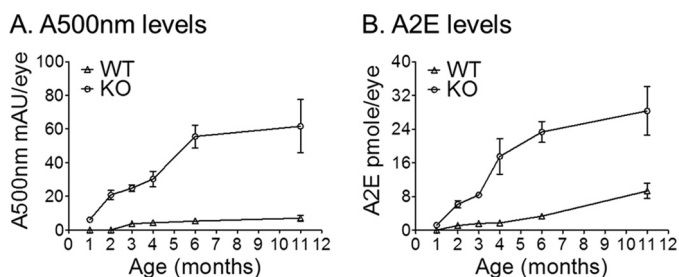 A. A500nm levels
A500nm mAU/eye
100
80
60
40
20
0
WT
KO
0 1 2 3 4 5 6 7 8 9 10 11 12
Age (months)
B. A2E levels
A2E pmole/eye
40
32
24
16
8
0
WT
KO
0 1 2 3 4 5 6 7 8 9 10 11 12
Age (months)